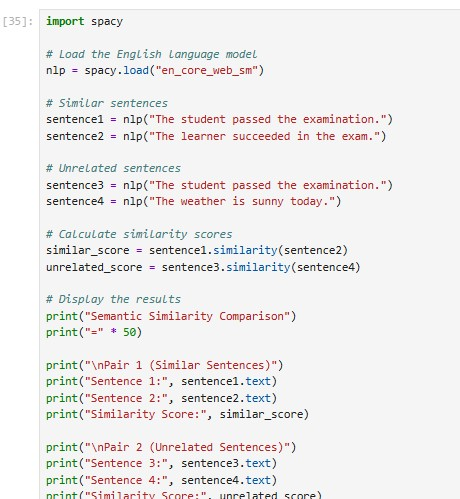 [35]: import spacy
# Load the English language model
nlp = spacy.load("en_core_web_sm")
# Similar sentences
sentence1 = nlp("The student passed the examination.")
sentence2 = nlp("The learner succeeded in the exam.")
# Unrelated sentences
sentence3 = nlp("The student passed the examination.")
sentence4 = nlp("The weather is sunny today.")
# Calculate similarity scores
similar_score = sentence1.similarity(sentence2)
unrelated_score = sentence3.similarity(sentence4)
# Display the results
print("Semantic Similarity Comparison")
print("=" * 50)
print("\nPair 1 (Similar Sentences)")
print("Sentence 1:", sentence1.text)
print("Sentence 2:", sentence2.text)
print("Similarity Score:", similar_score)
print("\nPair 2 (Unrelated Sentences)")
print("Sentence 3:", sentence3.text)
print("Sentence 4:", sentence4.text)
print("Similarity Score:", unrelated_score)